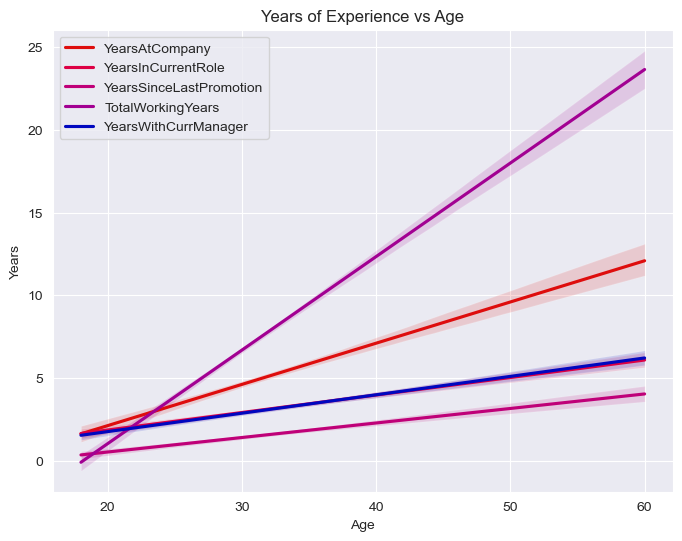 Years of Experience vs Age
YearsAtCompany
YearsInCurrentRole
YearsSinceLastPromotion
TotalWorkingYears
YearsWithCurrManager
25
20
15
10
5
0
Years
20
30
40
50
60
Age